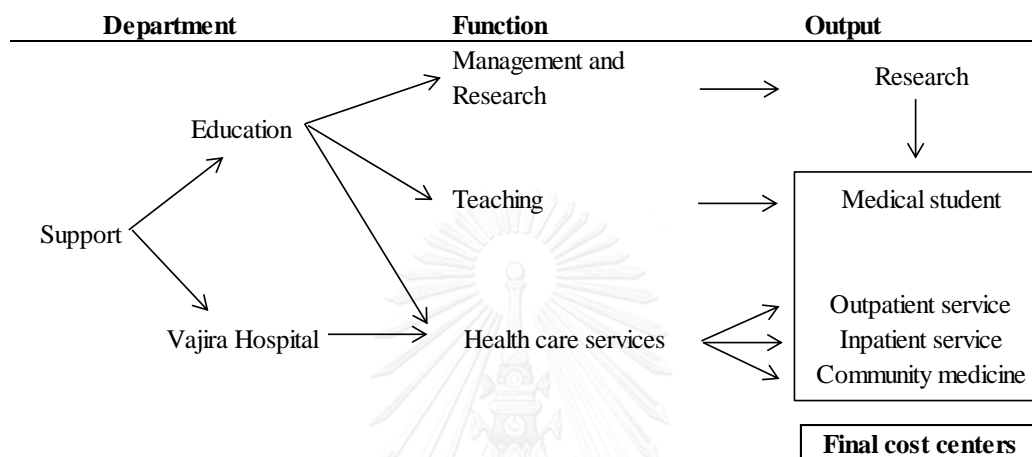 Department Function Output
Management and
Research
Research
Education
Teaching
Medical student
Support
Outpatient service
Vajira Hospital
Health care services
Inpatient service
Community medicine
Final cost centers